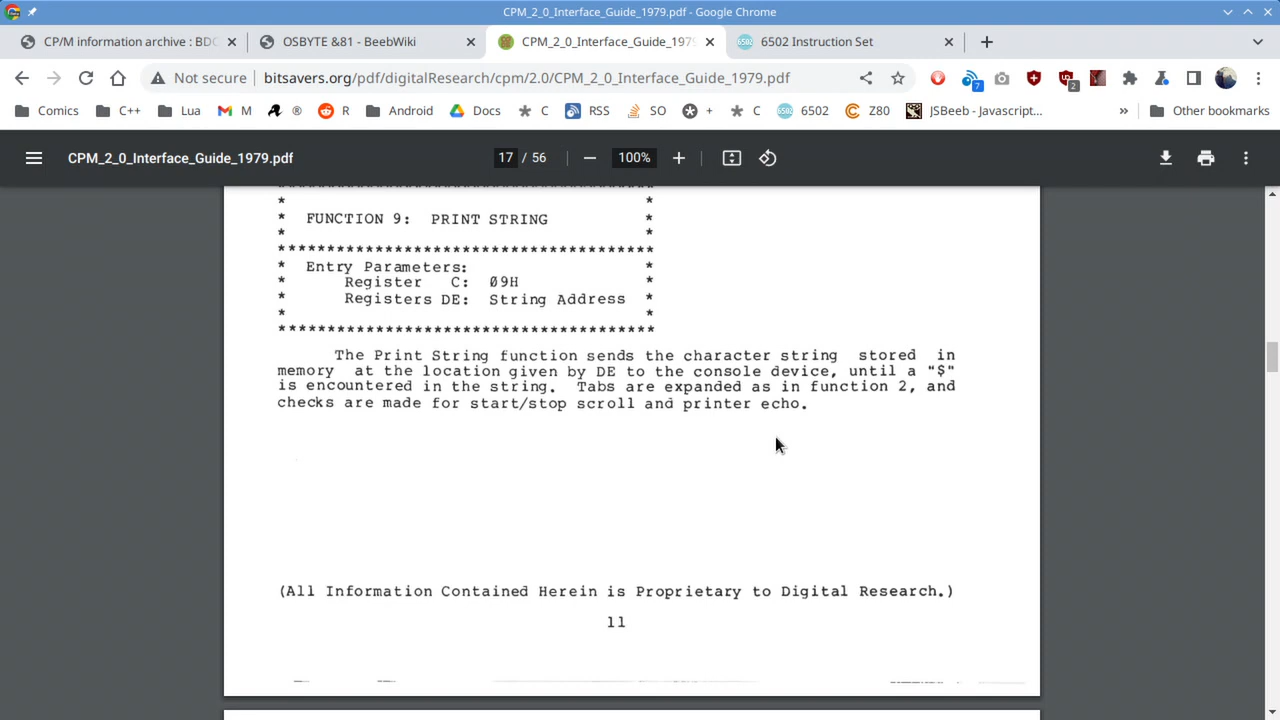 CPM_2_0_Interface_Guide_1979.pdf - Google Chrome
CP/M information archive : BDC
OSBYTE &81 - BeebWiki
CPM_2_0_Interface_Guide_1979
6502 Instruction Set
Not secure
bitsavers.org/pdf/digitalResearch/cpm/2.0/CPM_2_0_Interface_Guide_1979.pdf
7
2
Comics
C++
Lua
M
®
R
Android
Docs
C
RSS
SO
+
C
6502
Z80
JSBeeb - Javascript...
»
Other bookmarks
CPM_2_0_Interface_Guide_1979.pdf
17 / 56
100%
***************************************
* *
* FUNCTION 9: PRINT STRING *
* *
***************************************
* Entry Parameters: *
* Register C: 09H *
* Registers DE: String Address *
* *
***************************************
The Print String function sends the character string stored in
memory at the location given by DE to the console device, until a "$"
is encountered in the string. Tabs are expanded as in function 2, and
checks are made for start/stop scroll and printer echo.
(All Information Contained Herein is Proprietary to Digital Research.)
11